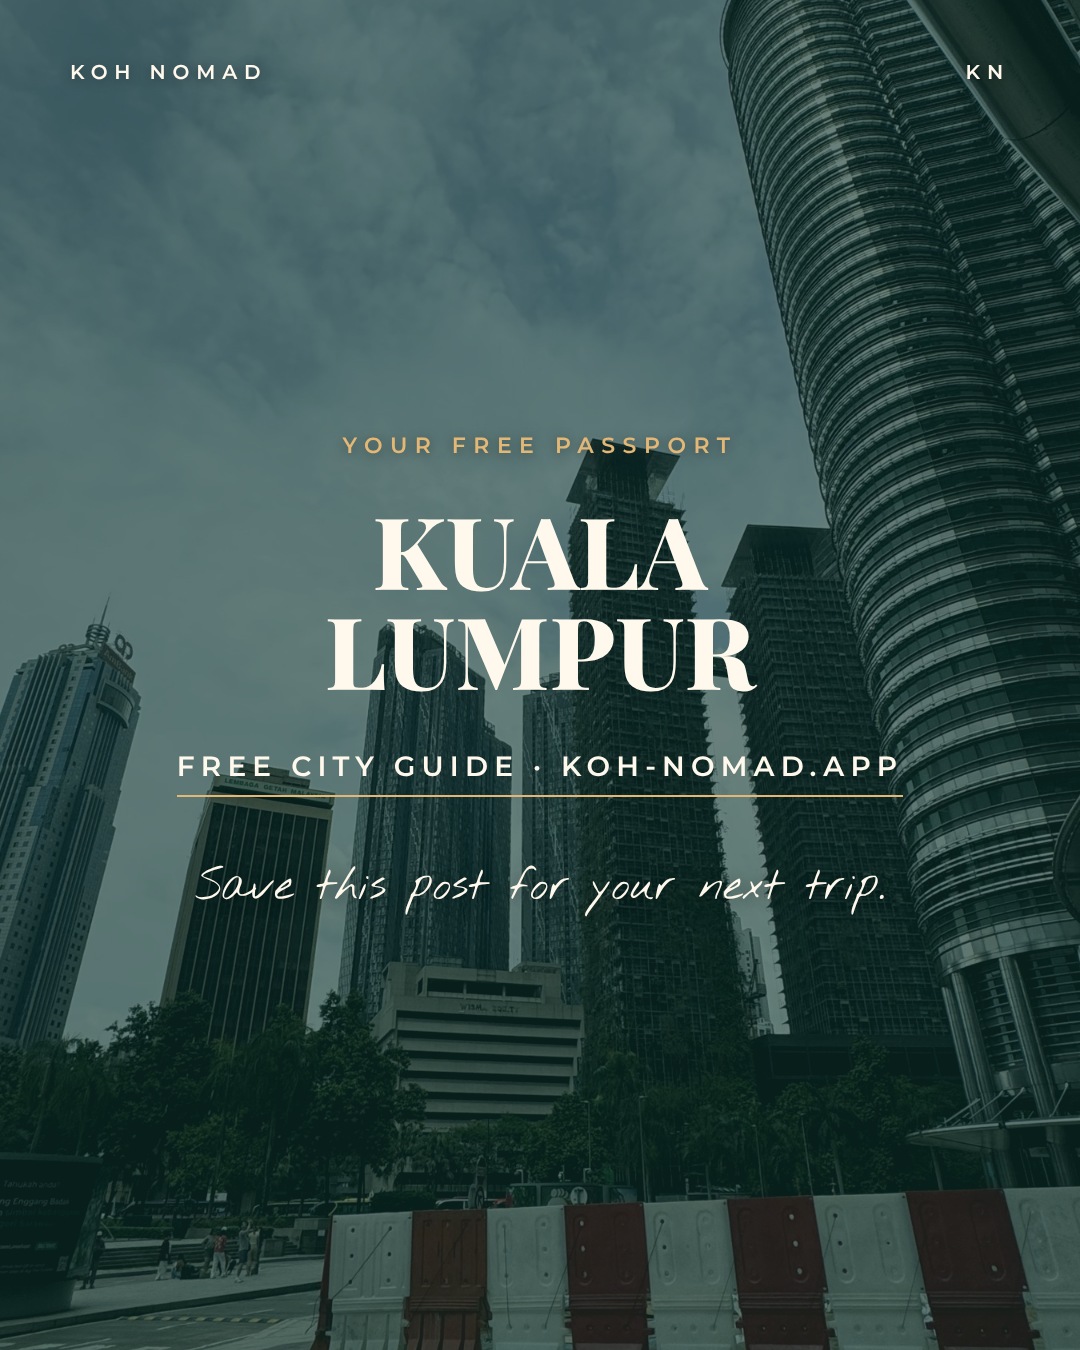 KOH NOMAD
KN
YOUR FREE PASSPORT
KUALA
LUMPUR
FREE CITY GUIDE · KOH-NOMAD.APP
Save this post for your next trip.